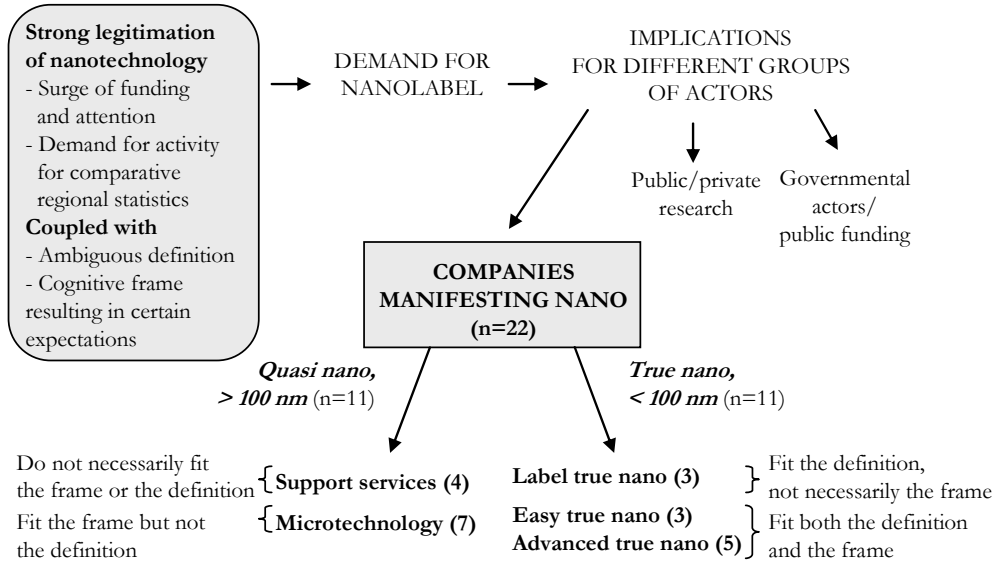 Strong legitimation
of nanotechnology
- Surge of funding
and attention
- Demand for activity
for comparative
regional statistics
Coupled with
- Ambiguous definition
- Cognitive frame
resulting in certain
expectations
DEMAND FOR
NANOLABEL
IMPLICATIONS
FOR DIFFERENT GROUPS
OF ACTORS
Public/private
research
Governmental
actors/
public funding
COMPANIES
MANIFESTING NANO
(n=22)
Quasi nano,
> 100 nm (n=11)
True nano,
< 100 nm (n=11)
Do not necessarily fit
the frame or the definition
Support services (4)
Fit the frame but not
the definition
Microtechnology (7)
Label true nano (3)
Fit the definition,
not necessarily the frame
Easy true nano (3)
Advanced true nano (5)
Fit both the definition
and the frame